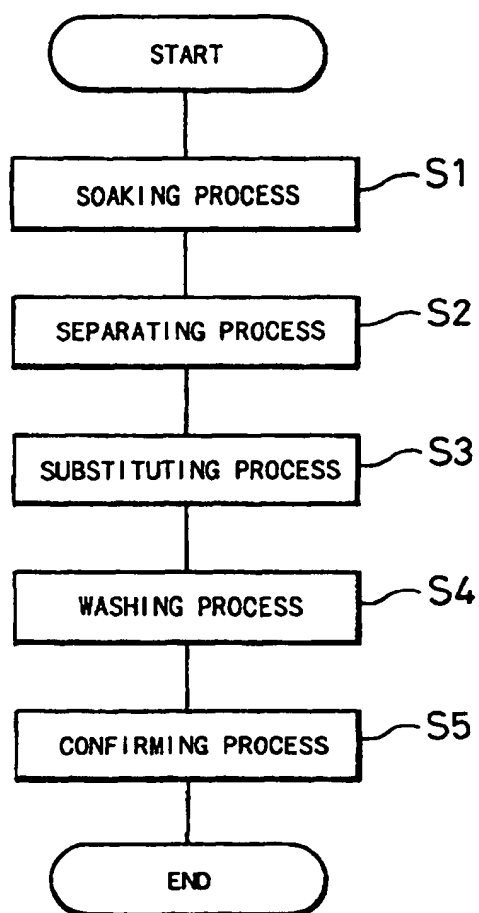 START
SOAKING PROCESS
S1
SEPARATING PROCESS
S2
SUBSTITUTING PROCESS
S3
WASHING PROCESS
S4
CONFIRMING PROCESS
S5
END